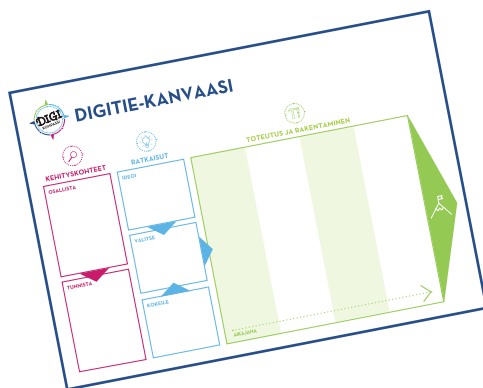 DIGI
DIGITIE-KANVAASI
KEHITYSKOHTEET
OSALLISTA
TUNNISTA
RATKAISUT
IDEOI
VALITSE
KOKEILE
TOTEUTUS JA RAKENTAMINEN
AIKAJANA